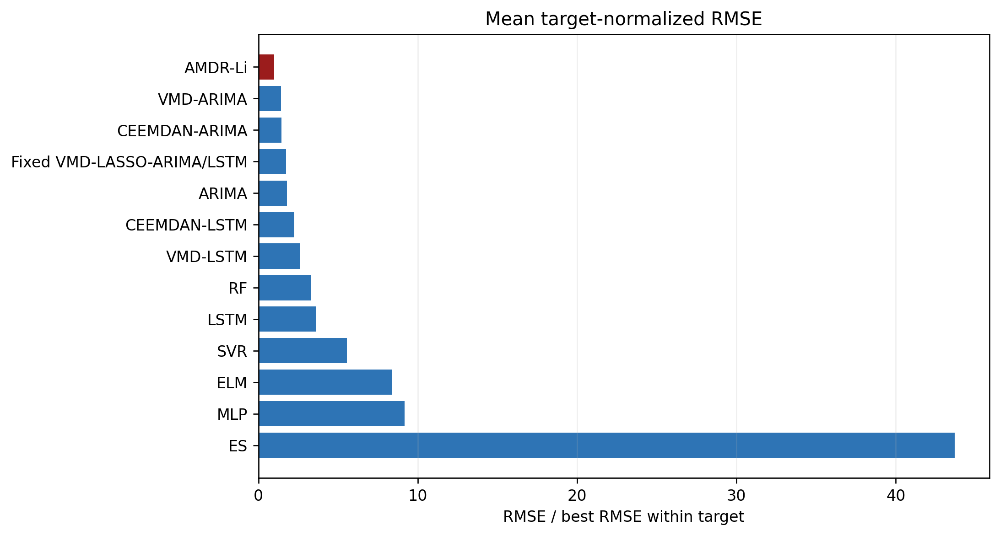 Mean target-normalized RMSE
AMDR-Li
VMD-ARIMA
CEEMDAN-ARIMA
Fixed VMD-LASSO-ARIMA/LSTM
ARIMA
CEEMDAN-LSTM
VMD-LSTM
RF
LSTM
SVR
ELM
MLP
ES
0 10 20 30 40
RMSE / best RMSE within target